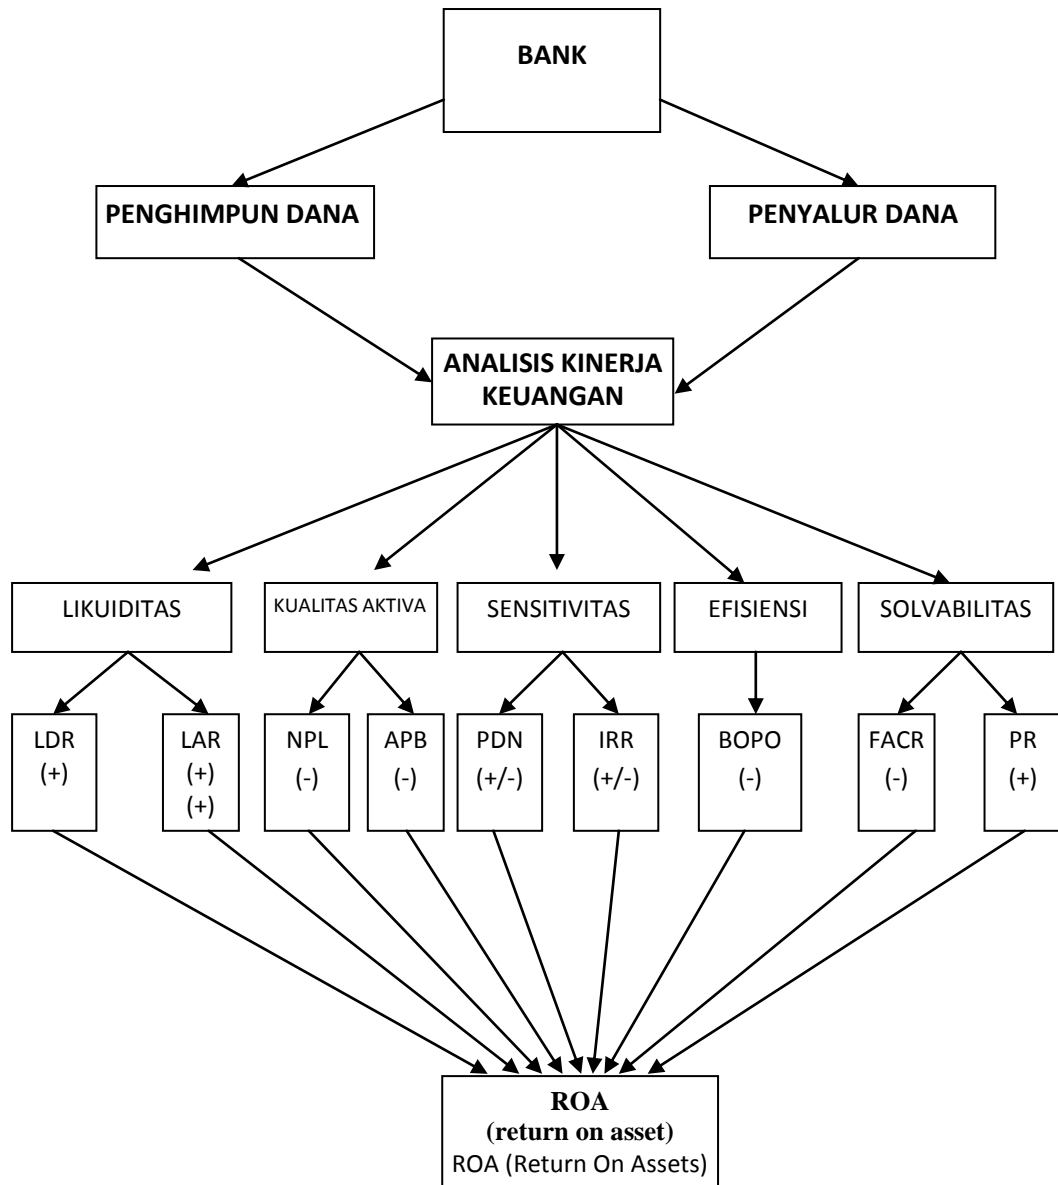 BANK
PENGHIMPUN DANA
PENYALUR DANA
ANALISIS KINERJA
KEUANGAN
LIKUIDITAS
KUALITAS AKTIVA
SENSITIVITAS
EFISIENSI
SOLVABILITAS
LDR
(+)
LAR
(+)
(+)
NPL
(-)
APB
(-)
PDN
(+/-)
IRR
(+/-)
BOPO
(-)
FACR
(-)
PR
(+)
ROA
(return on asset)
ROA (Return On Assets)